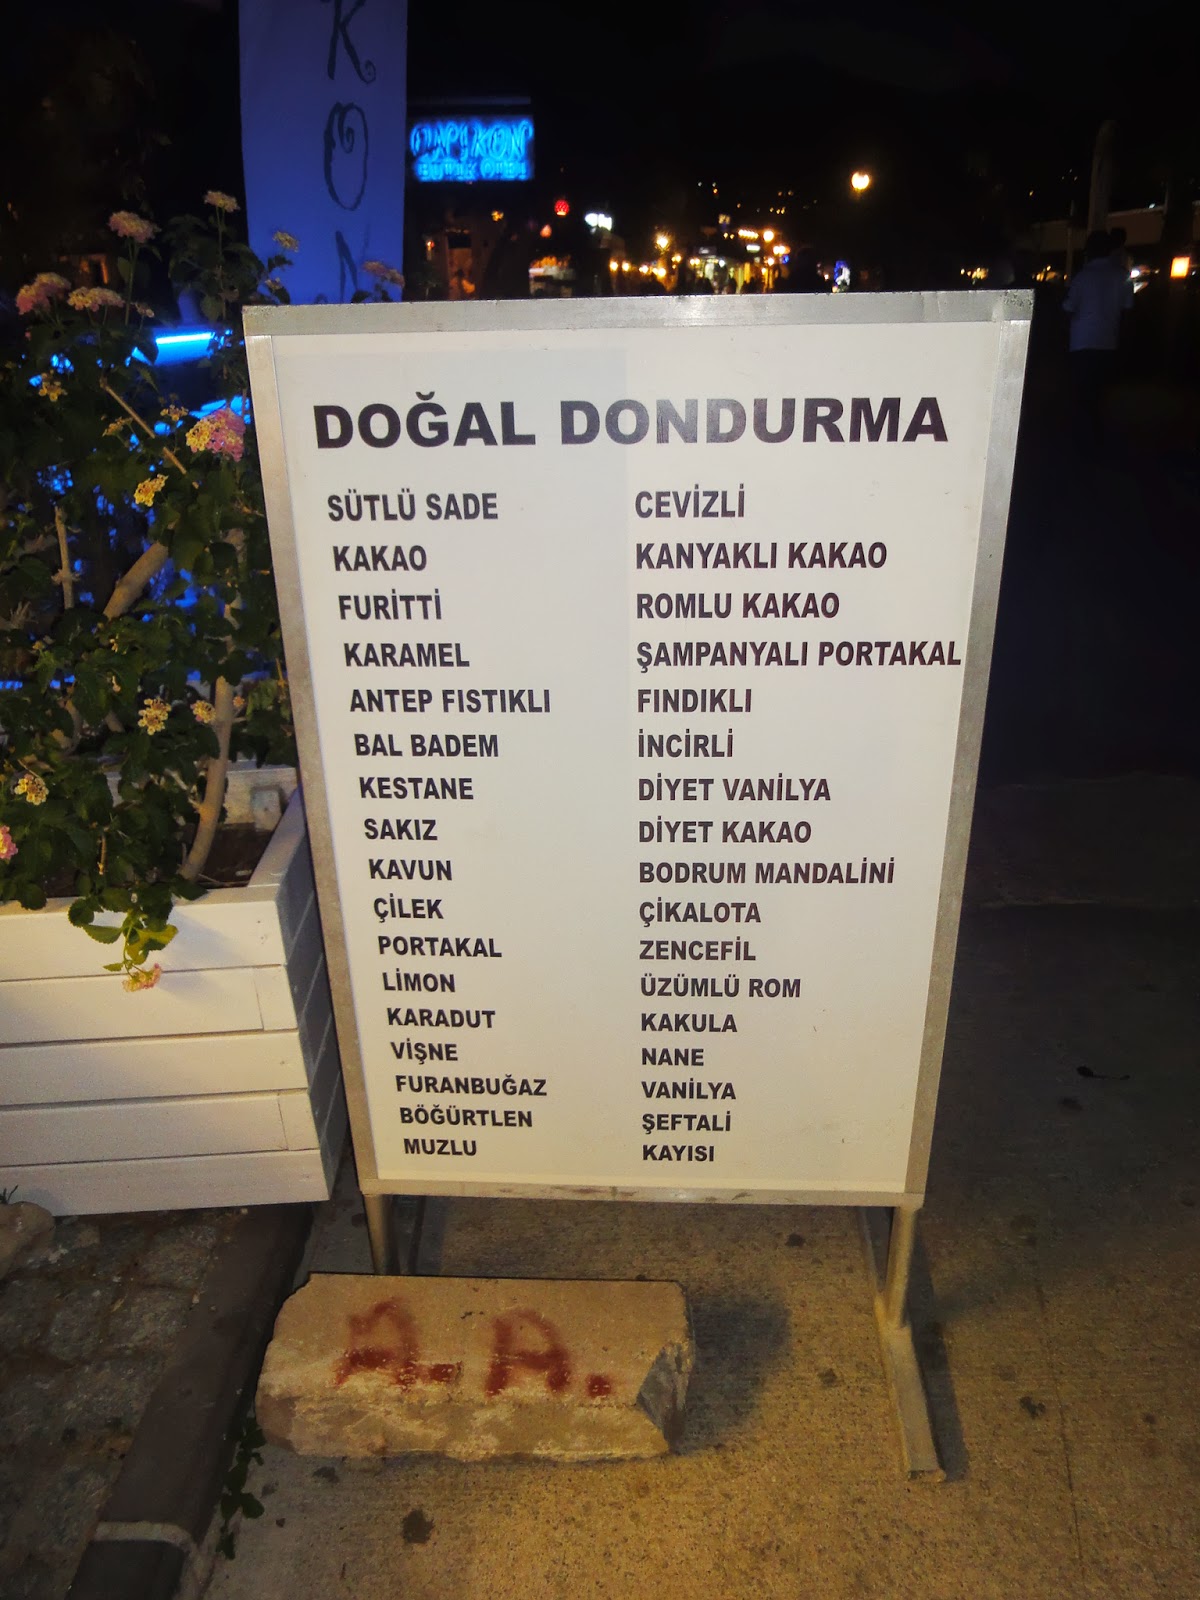 KON
BUTİK OTEL
DOĞAL DONDURMA
SÜTLÜ SADE
KAKAO
FURİTTİ
KARAMEL
ANTEP FISTIKLI
BAL BADEM
KESTANE
SAKIZ
KAVUN
ÇİLEK
PORTAKAL
LİMON
KARADUT
VİŞNE
FURANBUĞAZ
BÖĞÜRTLEN
MUZLU
CEVİZLİ
KANYAKLI KAKAO
ROMLU KAKAO
ŞAMPANYALI PORTAKAL
FINDIKLI
İNCİRLİ
DİYET VANİLYA
DİYET KAKAO
BODRUM MANDALİNİ
ÇİKALOTA
ZENCEFİL
ÜZÜMLÜ ROM
KAKULA
NANE
VANİLYA
ŞEFTALİ
KAYISI
A.A.